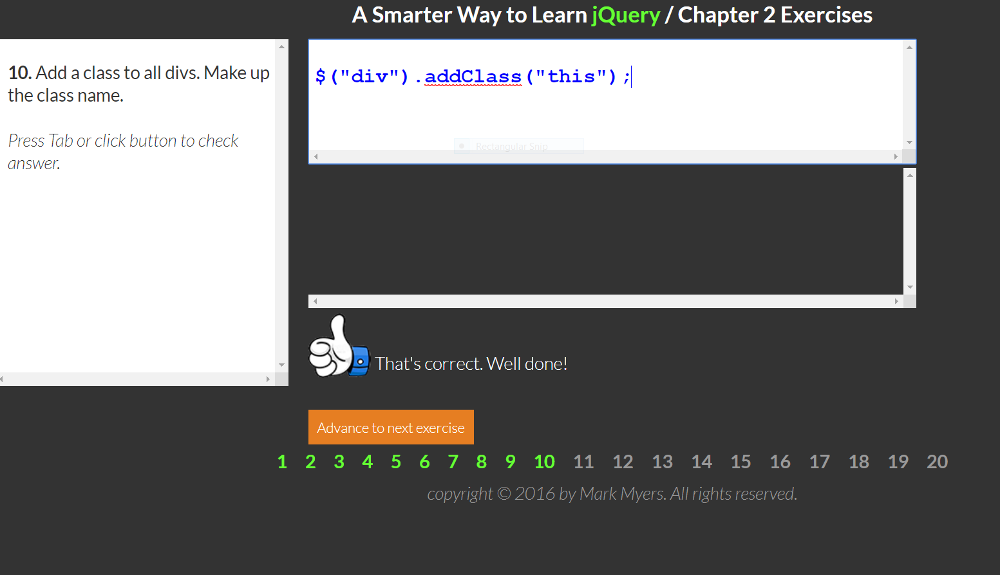 A Smarter Way to Learn jQuery / Chapter 2 Exercises
10. Add a class to all divs. Make up
the class name.
Press Tab or click button to check
answer.
$("div").addClass("this");
Rectangular Snip
That's correct. Well done!
Advance to next exercise
1 2 3 4 5 6 7 8 9 10 11 12 13 14 15 16 17 18 19 20
copyright © 2016 by Mark Myers. All rights reserved.